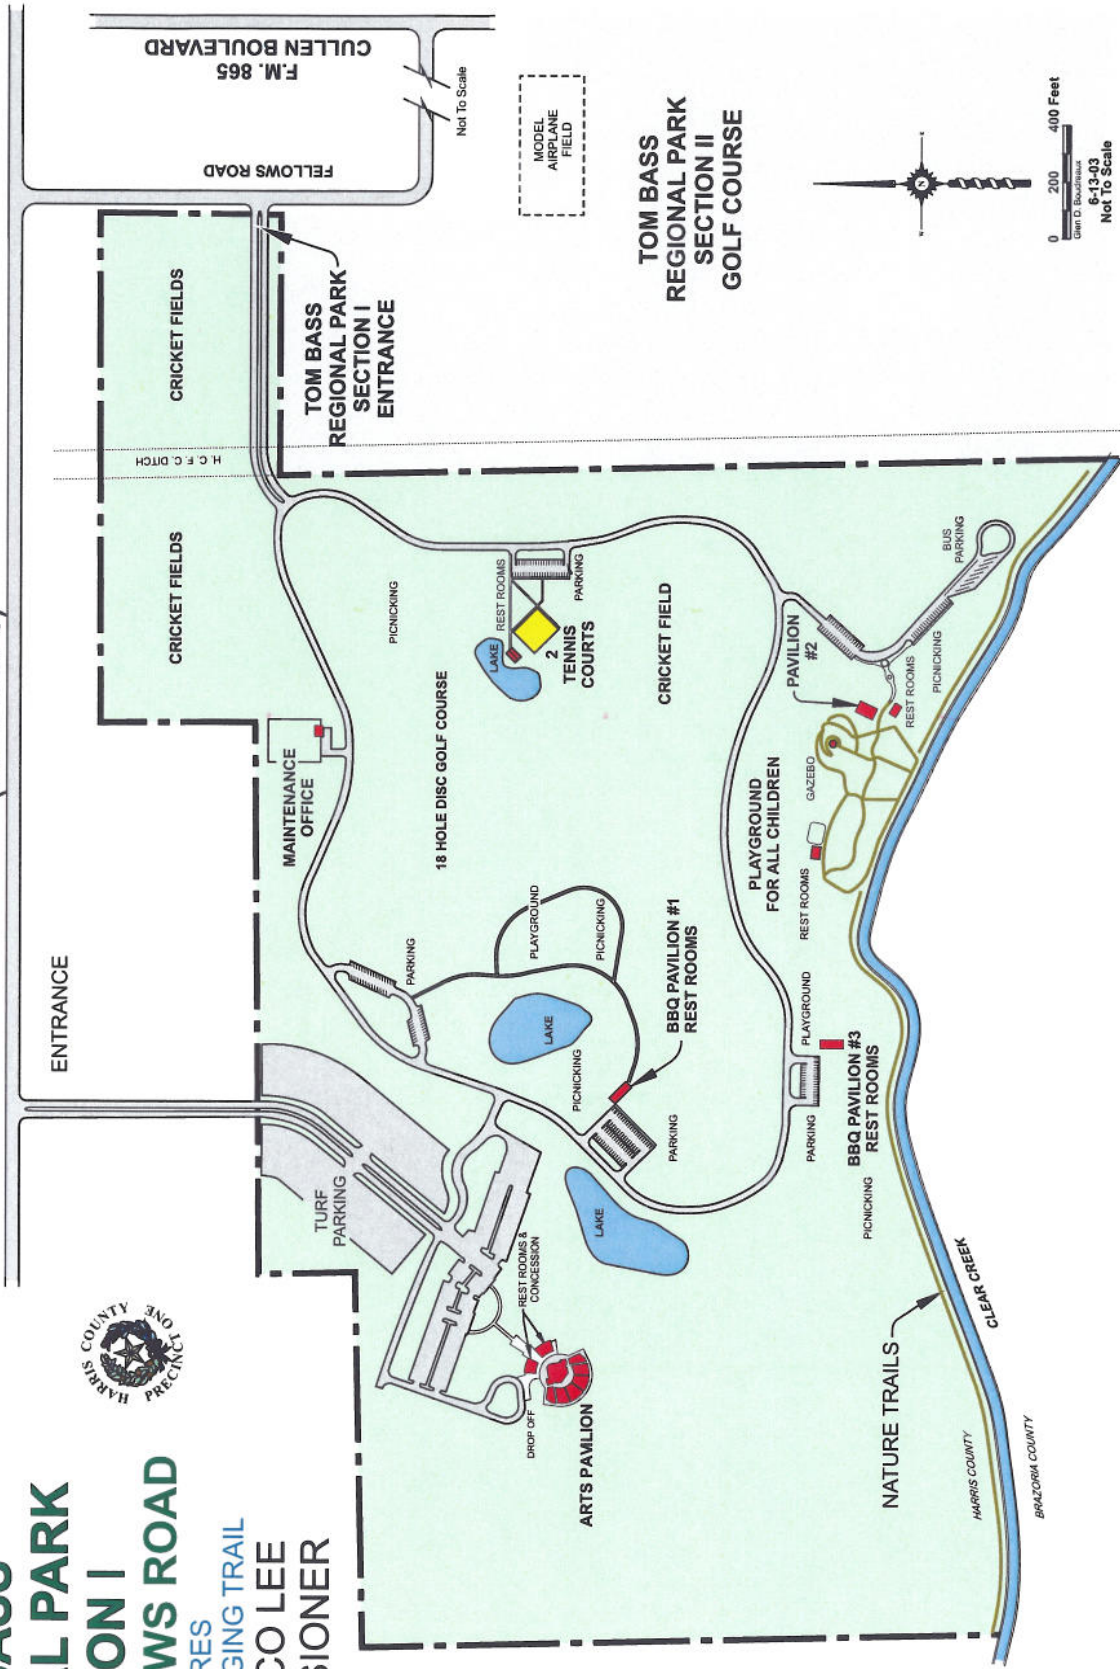 L PARK
ON I
WS ROAD
RES
GING TRAIL
CO LEE
SIONER
HARRIS COUNTY
PRECINCT ONE
ENTRANCE
F.M. 865
CULLEN BOULEVARD
FELLOWS ROAD
Not To Scale
CRICKET FIELDS
H. C. F. C. DITCH
CRICKET FIELDS
TOM BASS
REGIONAL PARK
SECTION I
ENTRANCE
MODEL
AIRPLANE
FIELD
TOM BASS
REGIONAL PARK
SECTION II
GOLF COURSE
MAINTENANCE
OFFICE
PICNICKING
REST ROOMS
PARKING
LAKE
2
TENNIS
COURTS
18 HOLE DISC GOLF COURSE
CRICKET FIELD
TURF
PARKING
PARKING
PLAYGROUND
PICNICKING
LAKE
PICNICKING
BBQ PAVILION #1
REST ROOMS
PARKING
LAKE
REST ROOMS &
CONCESSION
DROP OFF
ARTS PAVILION
PLAYGROUND
FOR ALL CHILDREN
PAVILION
#2
GAZEBO
REST ROOMS
REST ROOMS
PICNICKING
BUS
PARKING
PLAYGROUND
PARKING
BBQ PAVILION #3
REST ROOMS
PICNICKING
NATURE TRAILS
CLEAR CREEK
HARRIS COUNTY
BRAZORIA COUNTY
W
N
E
0 200 400 Feet
Glen D. Boudreaux
6-13-03
Not To Scale